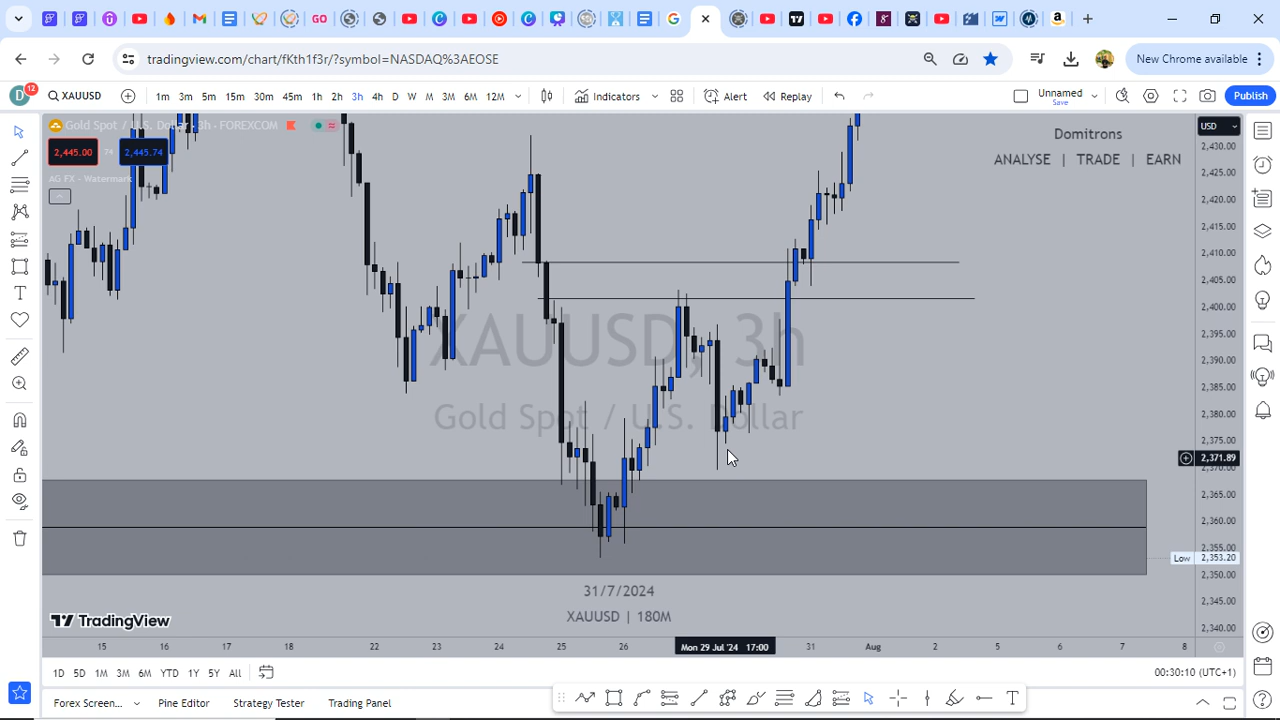 GO
tradingview.com/chart/fKth1f3r/?symbol=NASDAQ%3AEOSE
New Chrome available
D 12 XAUUSD 1m 3m 5m 15m 30m 45m 1h 2h 3h 4h D W M 3M 6M 12M Indicators Alert Replay Unnamed Save Publish
Gold Spot / U.S. Dollar · 3h · FOREXCOM
USD
2,445.00 74 2,445.74
AG FX - Watermark
Domitrons
ANALYSE | TRADE | EARN
2,430.00
2,425.00
2,420.00
2,415.00
2,410.00
2,405.00
2,400.00
2,395.00
2,390.00
2,385.00
2,380.00
2,375.00
2,371.89
2,370.00
2,365.00
2,360.00
2,355.00
Low 2,353.20
2,350.00
2,345.00
2,340.00
XAUUSD, 3h
Gold Spot / U.S. Dollar
31/7/2024
XAUUSD | 180M
TradingView
15 16 17 18 22 23 24 25 26 Mon 29 Jul '24 17:00 31 Aug 2 5 6 7 8
1D 5D 1M 3M 6M YTD 1Y 5Y All 00:30:10 (UTC+1)
Forex Screen... Pine Editor Strategy Tester Trading Panel